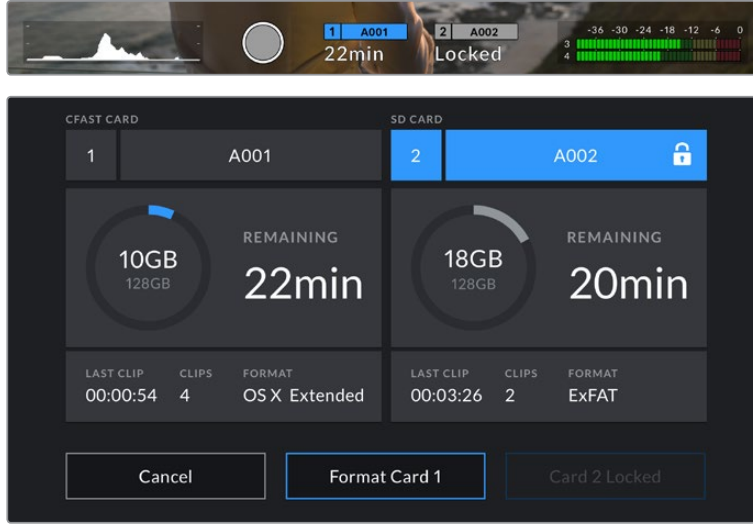 1 A001
22min
2 A002
Locked
-36 -30 -24 -18 -12 -6 0
3
4
CFAST CARD
1 A001
10GB
128GB
REMAINING
22min
LAST CLIP CLIPS FORMAT
00:00:54 4 OS X Extended
SD CARD
2 A002
18GB
128GB
REMAINING
20min
LAST CLIP CLIPS FORMAT
00:03:26 2 ExFAT
Cancel Format Card 1 Card 2 Locked